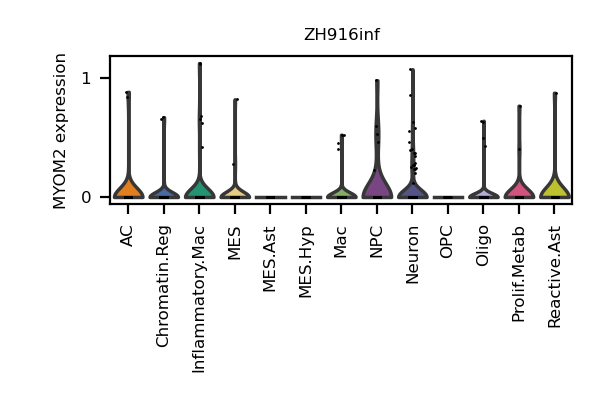 ZH916inf
MYOM2 expression
1
0
AC
Chromatin.Reg
Inflammatory.Mac
MES
MES.Ast
MES.Hyp
Mac
NPC
Neuron
OPC
Oligo
Prolif.Metab
Reactive.Ast